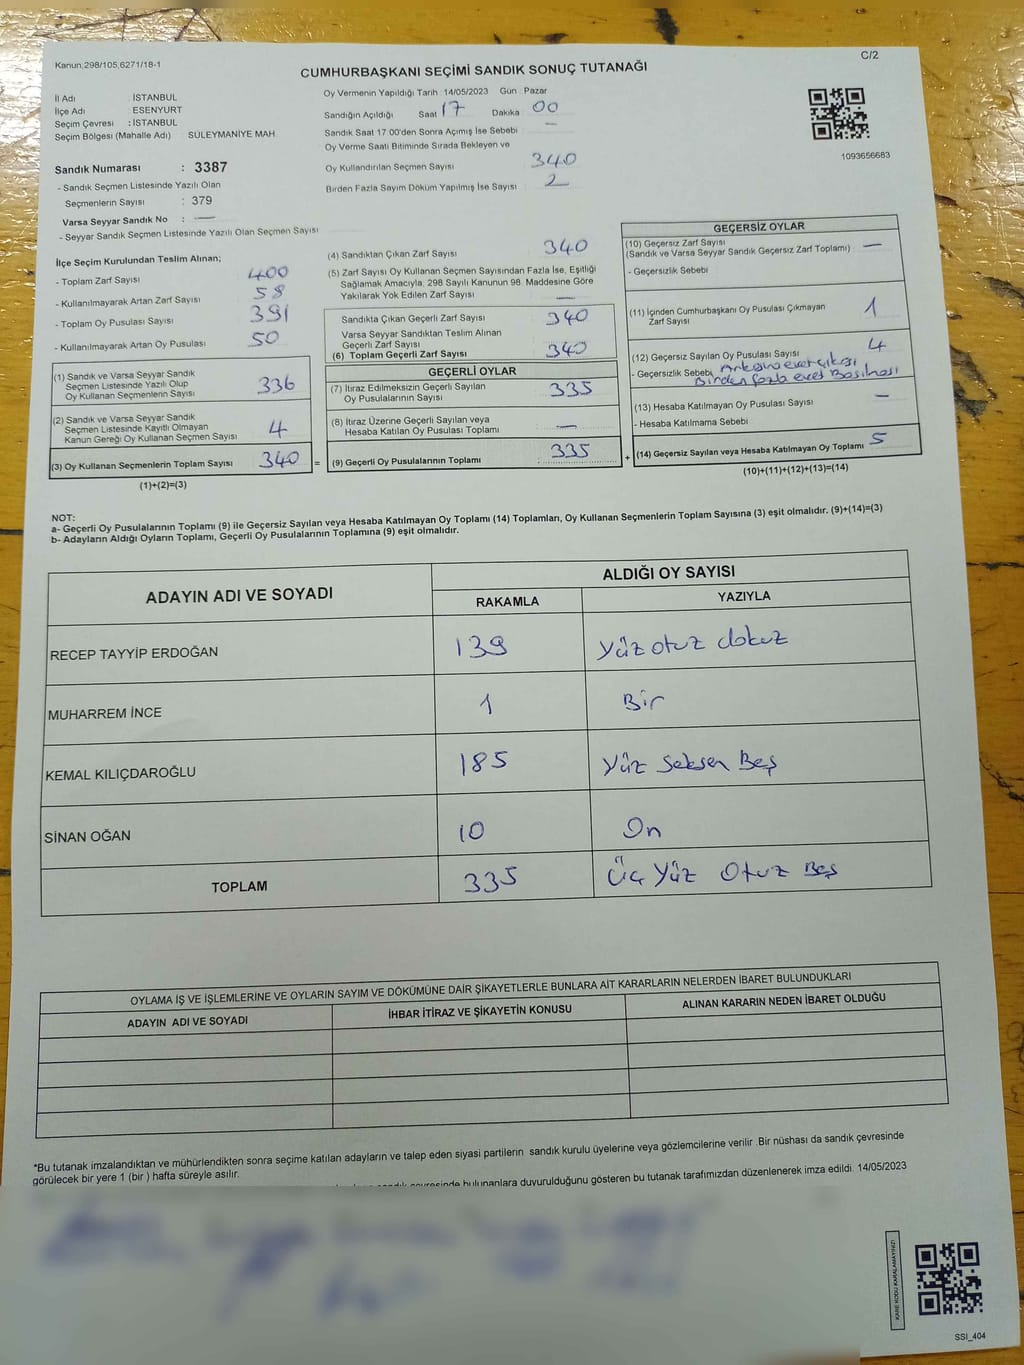 Kanun;298/105,6271/18-1
C/2
CUMHURBAŞKANI SEÇİMİ SANDIK SONUÇ TUTANAĞI
İl Adı : İSTANBUL
İlçe Adı : ESENYURT
Seçim Çevresi : İSTANBUL
Seçim Bölgesi (Mahalle Adı) SÜLEYMANİYE MAH.
Sandık Numarası : 3387
- Sandık Seçmen Listesinde Yazılı Olan
Seçmenlerin Sayısı : 379
Varsa Seyyar Sandık No : —
- Seyyar Sandık Seçmen Listesinde Yazılı Olan Seçmen Sayısı
Oy Vermenin Yapıldığı Tarih 14/05/2023 Gün : Pazar
Sandığın Açıldığı Saat 17 Dakika 00
Sandık Saat 17:00'den Sonra Açımış İse Sebebi : —
Oy Verme Saati Bitiminde Sırada Bekleyen ve
Oy Kullandırılan Seçmen Sayısı 340
Birden Fazla Sayım Döküm Yapılmış İse Sayısı : 2
1093656683
İlçe Seçim Kurulundan Teslim Alınan;
- Toplam Zarf Sayısı 400
- Kullanılmayarak Artan Zarf Sayısı 58
- Toplam Oy Pusulası Sayısı 391
- Kullanılmayarak Artan Oy Pusulası 50
(1) Sandık ve Varsa Seyyar Sandık
Seçmen Listesinde Yazılı Olup
Oy Kullanan Seçmenlerin Sayısı 336
(2) Sandık ve Varsa Seyyar Sandık
Seçmen Listesinde Kayıtlı Olmayan
Kanun Gereği Oy Kullanan Seçmen Sayısı 4
(3) Oy Kullanan Seçmenlerin Toplam Sayısı 340 =
(1)+(2)=(3)
(4) Sandıktan Çıkan Zarf Sayısı 340
(5) Zarf Sayısı Oy Kullanan Seçmen Sayısından Fazla İse, Eşitliği
Sağlamak Amacıyla, 298 Sayılı Kanunun 98. Maddesine Göre
Yakılarak Yok Edilen Zarf Sayısı —
Sandıkta Çıkan Geçerli Zarf Sayısı 340
Varsa Seyyar Sandıktan Teslim Alınan
Geçerli Zarf Sayısı
(6) Toplam Geçerli Zarf Sayısı 340
GEÇERLİ OYLAR
(7) İtiraz Edilmeksizin Geçerli Sayılan
Oy Pusulalarının Sayısı 335
(8) İtiraz Üzerine Geçerli Sayılan veya
Hesaba Katılan Oy Pusulası Toplamı —
(9) Geçerli Oy Pusulalarının Toplamı 335 +
GEÇERSİZ OYLAR
(10) Geçersiz Zarf Sayısı —
(Sandık ve Varsa Seyyar Sandık Geçersiz Zarf Toplamı)
- Geçersizlik Sebebi
(11) İçinden Cumhurbaşkanı Oy Pusulası Çıkmayan
Zarf Sayısı 1
(12) Geçersiz Sayılan Oy Pusulası Sayısı 4
- Geçersizlik Sebebi evet çıkası
Birden fazla evet Basılması
(13) Hesaba Katılmayan Oy Pusulası Sayısı —
- Hesaba Katılmama Sebebi
(14) Geçersiz Sayılan veya Hesaba Katılmayan Oy Toplamı 5
(10)+(11)+(12)+(13)=(14)
NOT:
a- Geçerli Oy Pusulalarının Toplamı (9) ile Geçersiz Sayılan veya Hesaba Katılmayan Oy Toplamı (14) Toplamları, Oy Kullanan Seçmenlerin Toplam Sayısına (3) eşit olmalıdır. (9)+(14)=(3)
b- Adayların Aldığı Oyların Toplamı, Geçerli Oy Pusulalarının Toplamına (9) eşit olmalıdır.
ADAYIN ADI VE SOYADI
ALDIĞI OY SAYISI
RAKAMLA YAZIYLA
RECEP TAYYİP ERDOĞAN 139 Yüz otuz dokuz
MUHARREM İNCE 1 Bir
KEMAL KILIÇDAROĞLU 185 Yüz Seksen Beş
SİNAN OĞAN 10 On
TOPLAM 335 Üç Yüz Otuz Beş
OYLAMA İŞ VE İŞLEMLERİNE VE OYLARIN SAYIM VE DÖKÜMÜNE DAİR ŞİKAYETLERLE BUNLARA AİT KARARLARIN NELERDEN İBARET BULUNDUKLARI
ADAYIN ADI VE SOYADI İHBAR İTİRAZ VE ŞİKAYETİN KONUSU ALINAN KARARIN NEDEN İBARET OLDUĞU
*Bu tutanak imzalandıktan ve mühürlendikten sonra seçime katılan adayların ve talep eden siyasi partilerin sandık kurulu üyelerine veya gözlemcilerine verilir .Bir nüshası da sandık çevresinde
görülecek bir yere 1 (bir ) hafta süreyle asılır.
sandık çevresinde bulunanlara duyurulduğunu gösteren bu tutanak tarafımızdan düzenlenerek imza edildi. 14/05/2023
KARE KODU KARALAMAYINIZ!
SSI_404